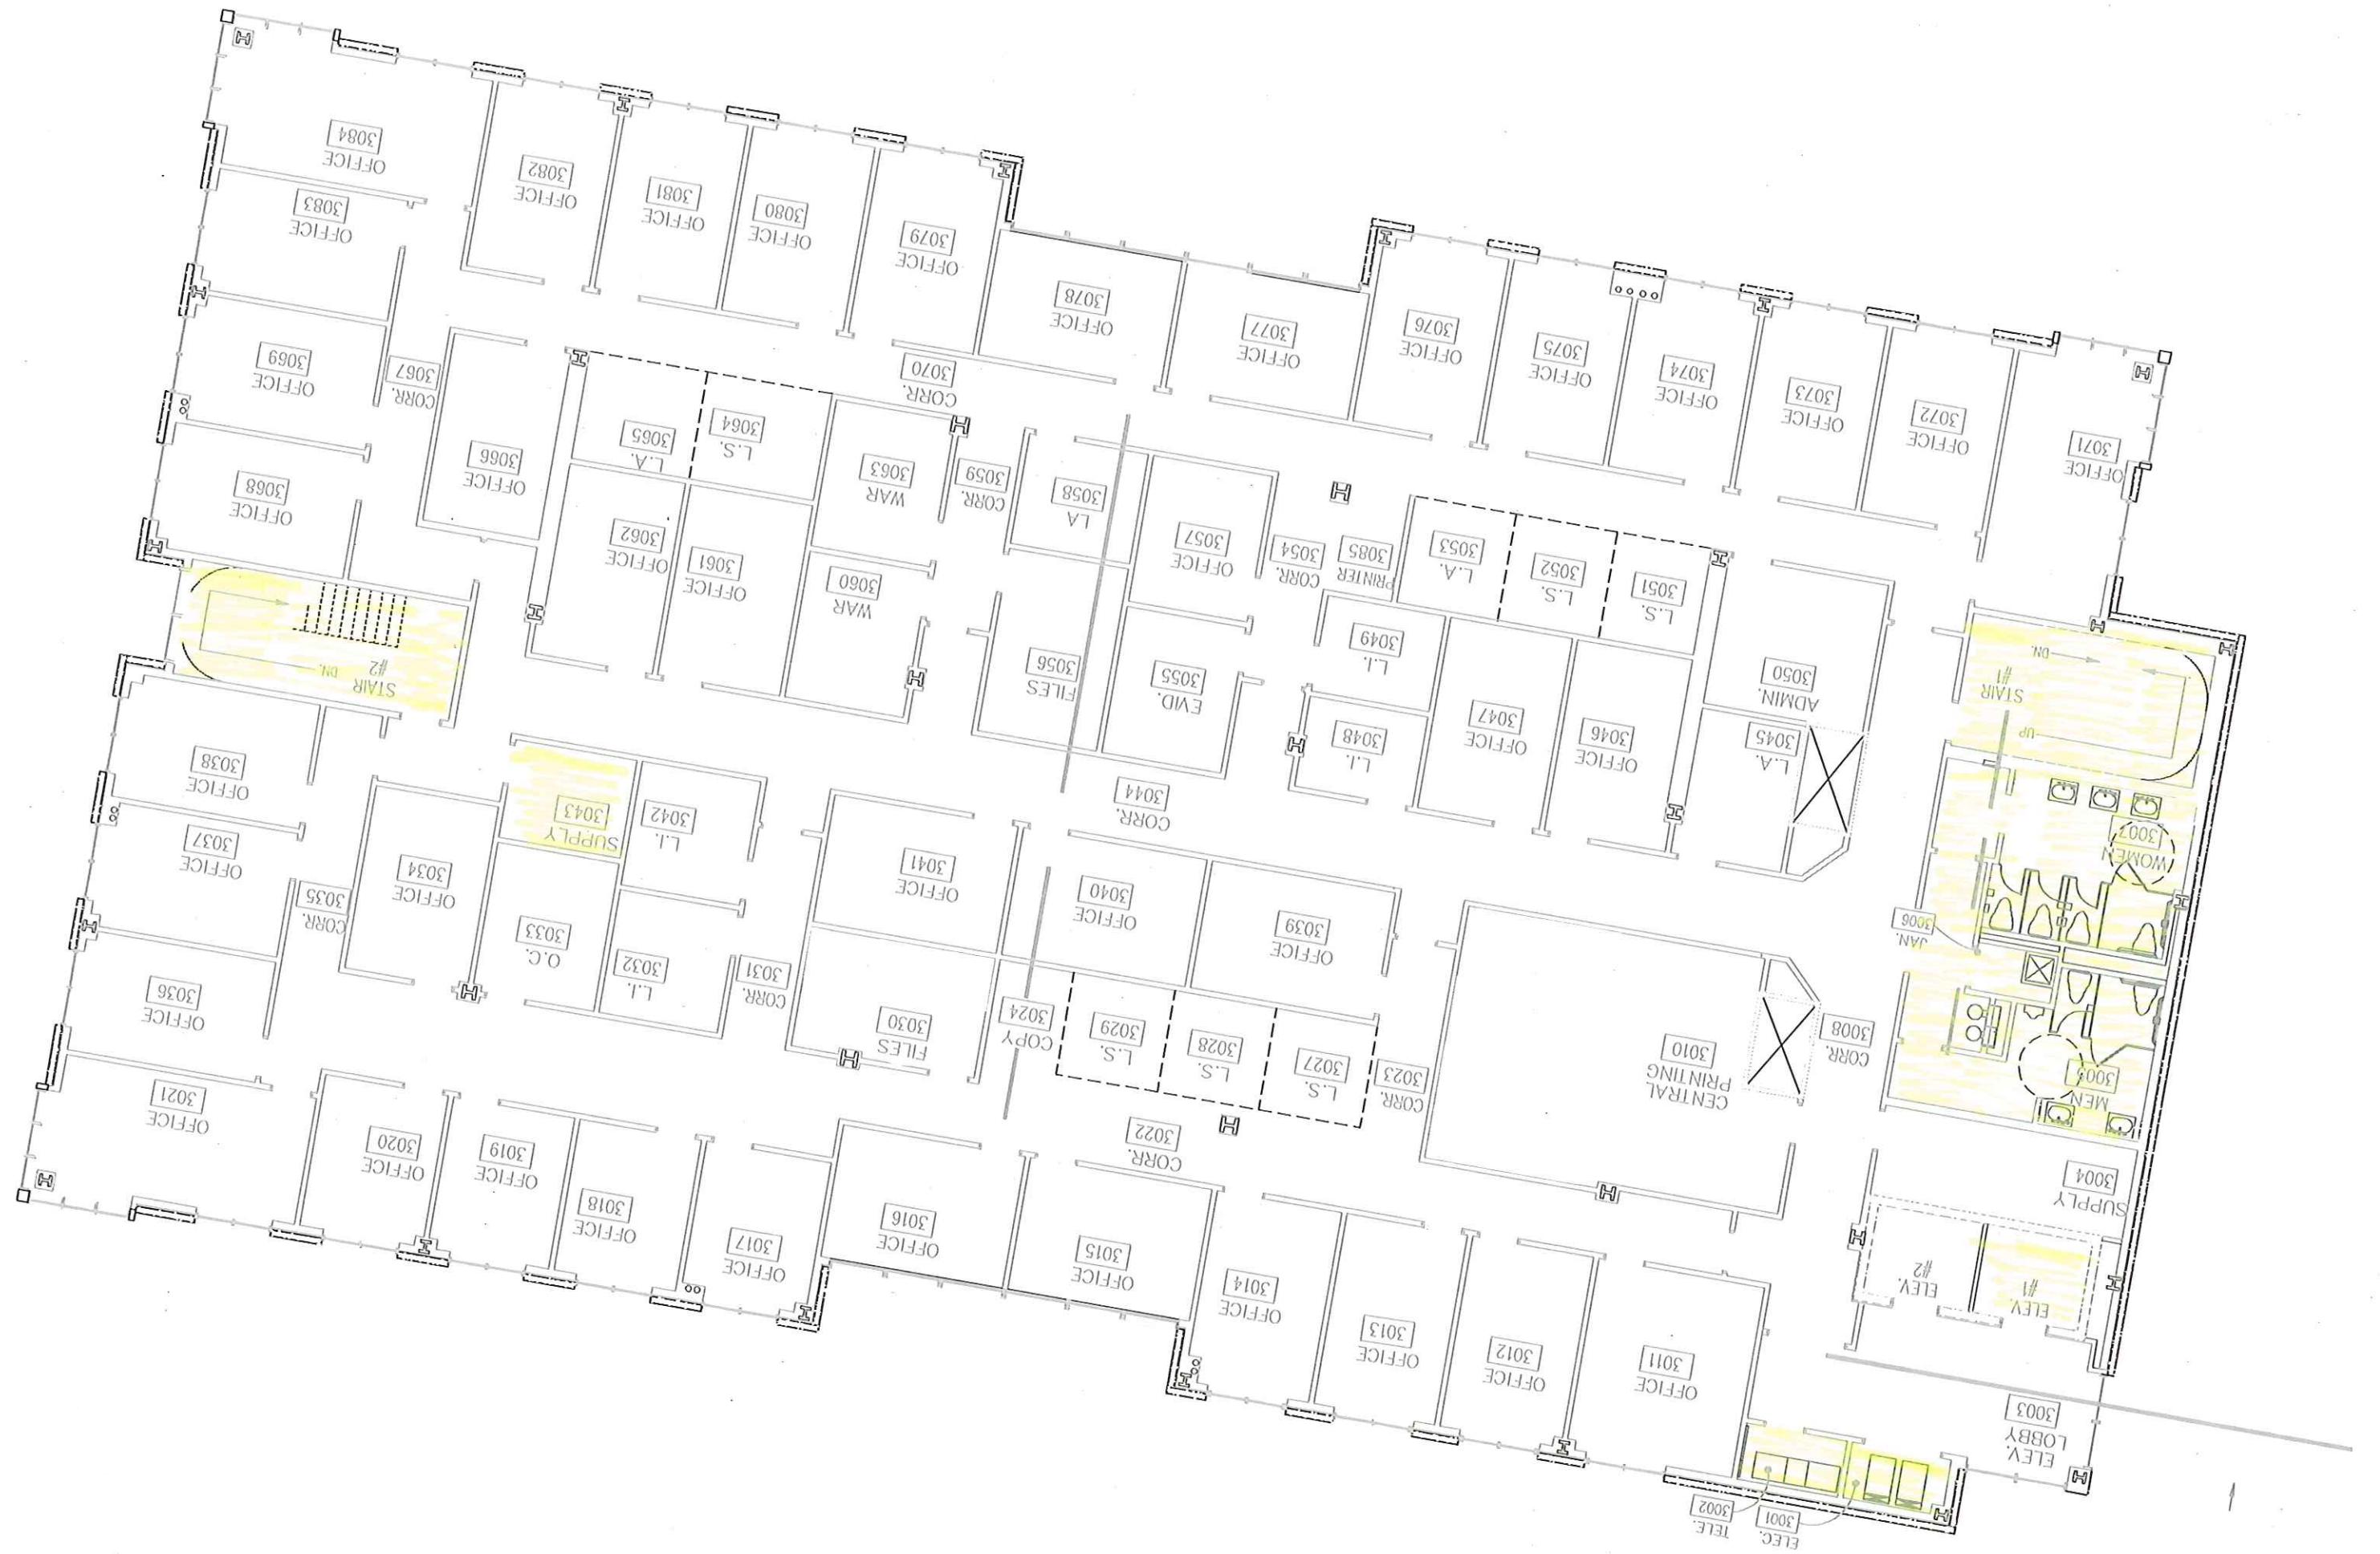 ELEC.
3001
TELE.
3002
ELEV.
LOBBY
3003
ELEV.
#1
ELEV.
#2
SUPPLY
3004
MEN
3005
JAN.
3006
WOMEN
3007
CORR.
3008
CENTRAL
PRINTING
3010
OFFICE
3011
OFFICE
3012
OFFICE
3013
OFFICE
3014
OFFICE
3015
OFFICE
3016
OFFICE
3017
OFFICE
3018
OFFICE
3019
OFFICE
3020
OFFICE
3021
CORR.
3022
CORR.
3023
COPY
3024
L.S.
3027
L.S.
3028
L.S.
3029
FILES
3030
CORR.
3031
L.I.
3032
O.C.
3033
OFFICE
3034
CORR.
3035
OFFICE
3036
OFFICE
3037
OFFICE
3038
OFFICE
3039
OFFICE
3040
OFFICE
3041
L.I.
3042
SUPPLY
3043
CORR.
3044
L.A.
3045
OFFICE
3046
OFFICE
3047
L.I.
3048
L.I.
3049
ADMIN.
3050
STAIR
#1
UP
DN.
STAIR
#2
DN.
L.S.
3051
L.S.
3052
L.A.
3053
CORR.
3054
PRINTER
3085
EVID.
3055
FILES
3056
OFFICE
3057
LA
3058
CORR.
3059
WAR
3060
OFFICE
3061
OFFICE
3062
WAR
3063
L.S.
3064
L.A
3065
OFFICE
3066
CORR.
3067
OFFICE
3068
OFFICE
3069
CORR.
3070
OFFICE
3071
OFFICE
3072
OFFICE
3073
OFFICE
3074
OFFICE
3075
OFFICE
3076
OFFICE
3077
OFFICE
3078
OFFICE
3079
OFFICE
3080
OFFICE
3081
OFFICE
3082
OFFICE
3083
OFFICE
3084